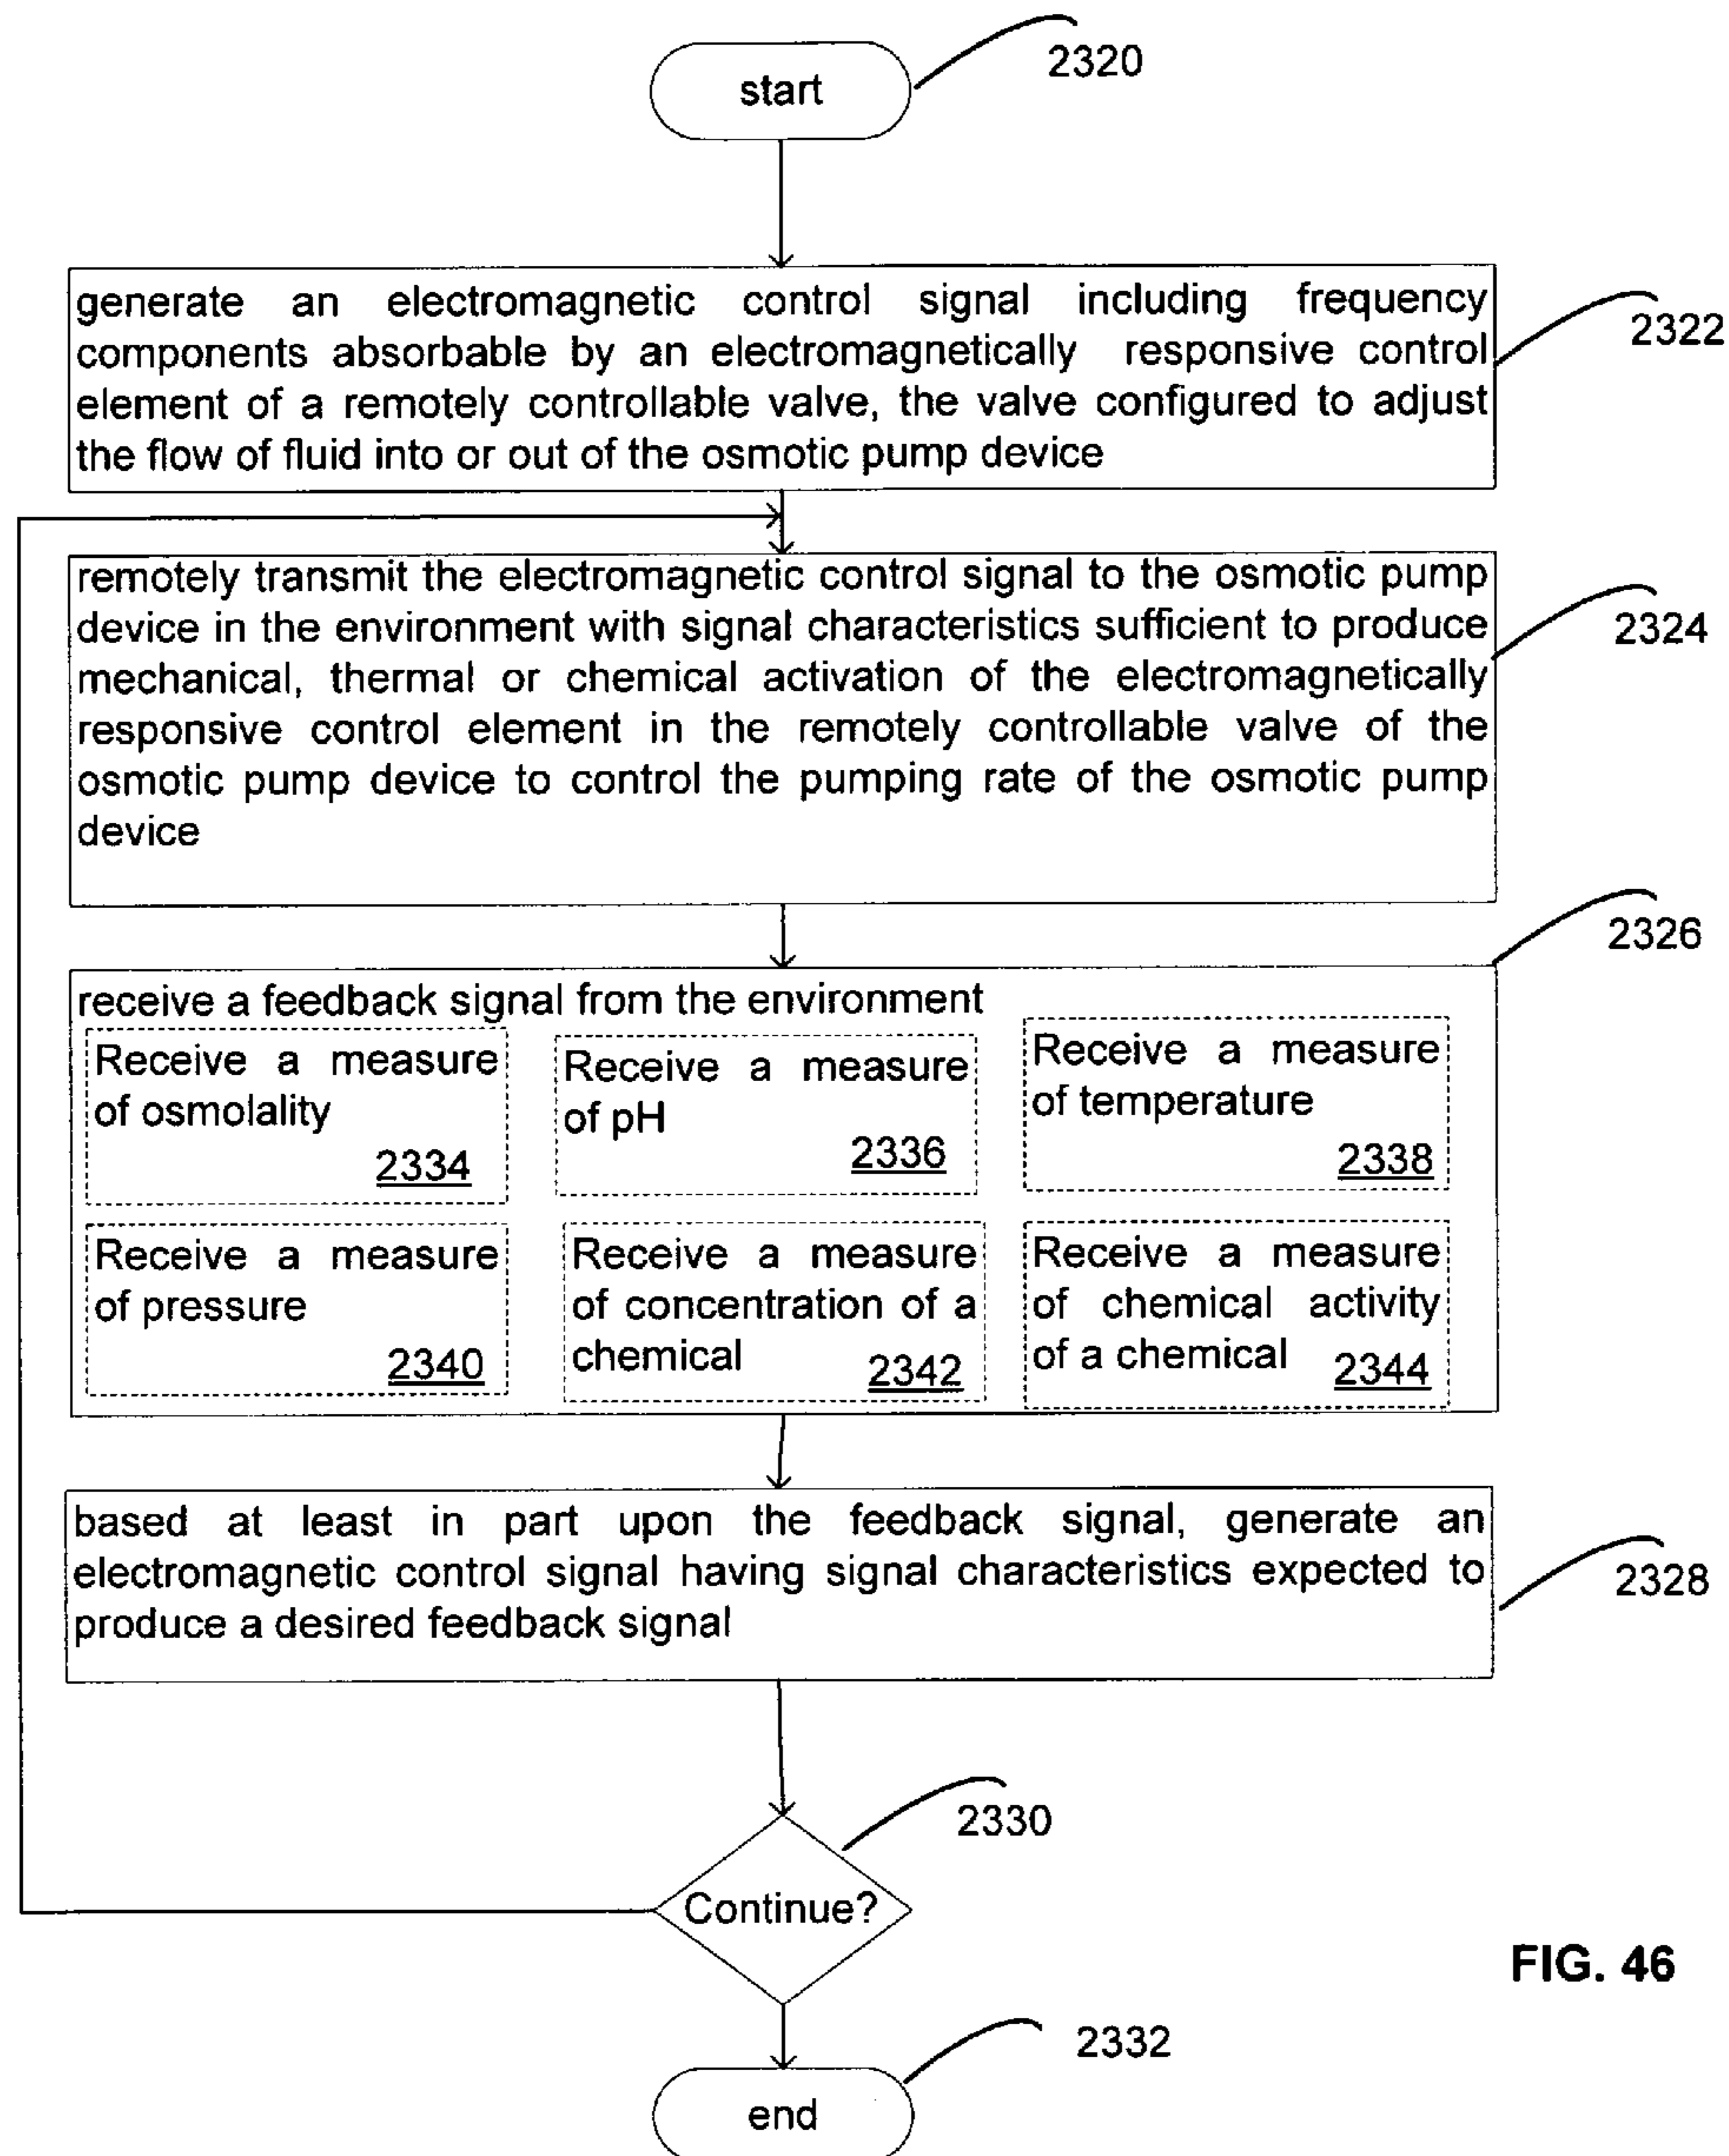 start
2320
generate an electromagnetic control signal including frequency
components absorbable by an electromagnetically responsive control
element of a remotely controllable valve, the valve configured to adjust
the flow of fluid into or out of the osmotic pump device
2322
remotely transmit the electromagnetic control signal to the osmotic pump
device in the environment with signal characteristics sufficient to produce
mechanical, thermal or chemical activation of the electromagnetically
responsive control element in the remotely controllable valve of the
osmotic pump device to control the pumping rate of the osmotic pump
device
2324
2326
receive a feedback signal from the environment
Receive a measure
of osmolality
2334
Receive a measure
of pH
2336
Receive a measure
of temperature
2338
Receive a measure
of pressure
2340
Receive a measure
of concentration of a
chemical
2342
Receive a measure
of chemical activity
of a chemical
2344
based at least in part upon the feedback signal, generate an
electromagnetic control signal having signal characteristics expected to
produce a desired feedback signal
2328
2330
Continue?
FIG. 46
2332
end